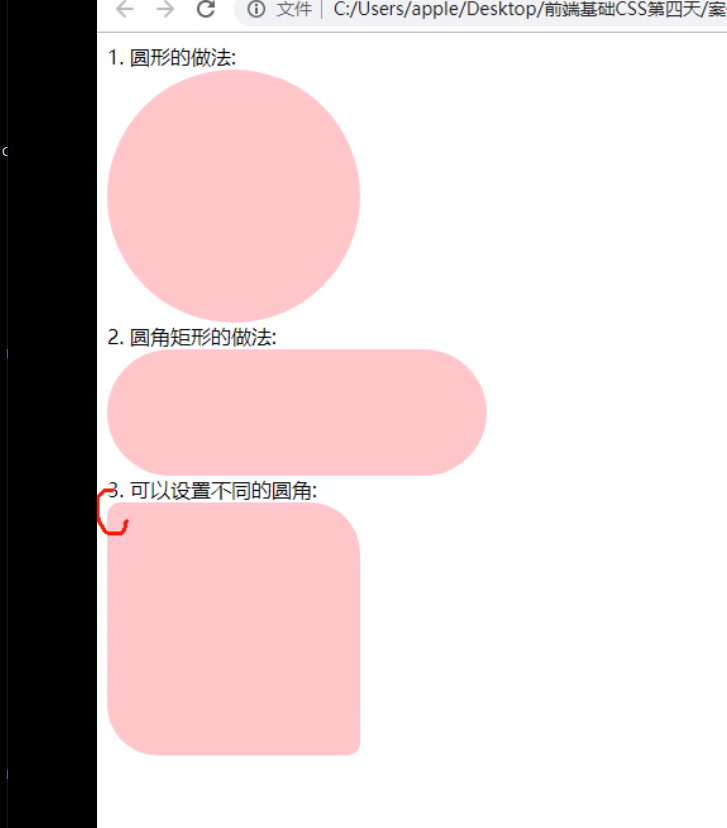 文件 | C:/Users/apple/Desktop/前端基础CSS第四天/案
1. 圆形的做法:
2. 圆角矩形的做法:
3. 可以设置不同的圆角: